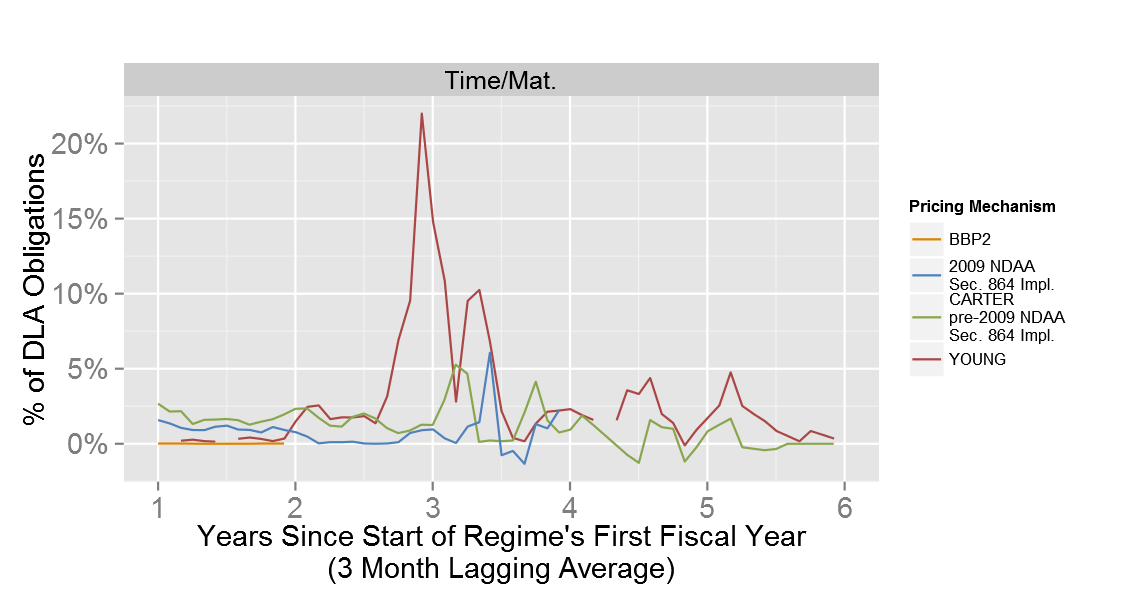 Time/Mat.
% of DLA Obligations
20%
15%
10%
5%
0%
1 2 3 4 5 6
Years Since Start of Regime's First Fiscal Year
(3 Month Lagging Average)
Pricing Mechanism
BBP2
2009 NDAA
Sec. 864 Impl.
CARTER
pre-2009 NDAA
Sec. 864 Impl.
YOUNG